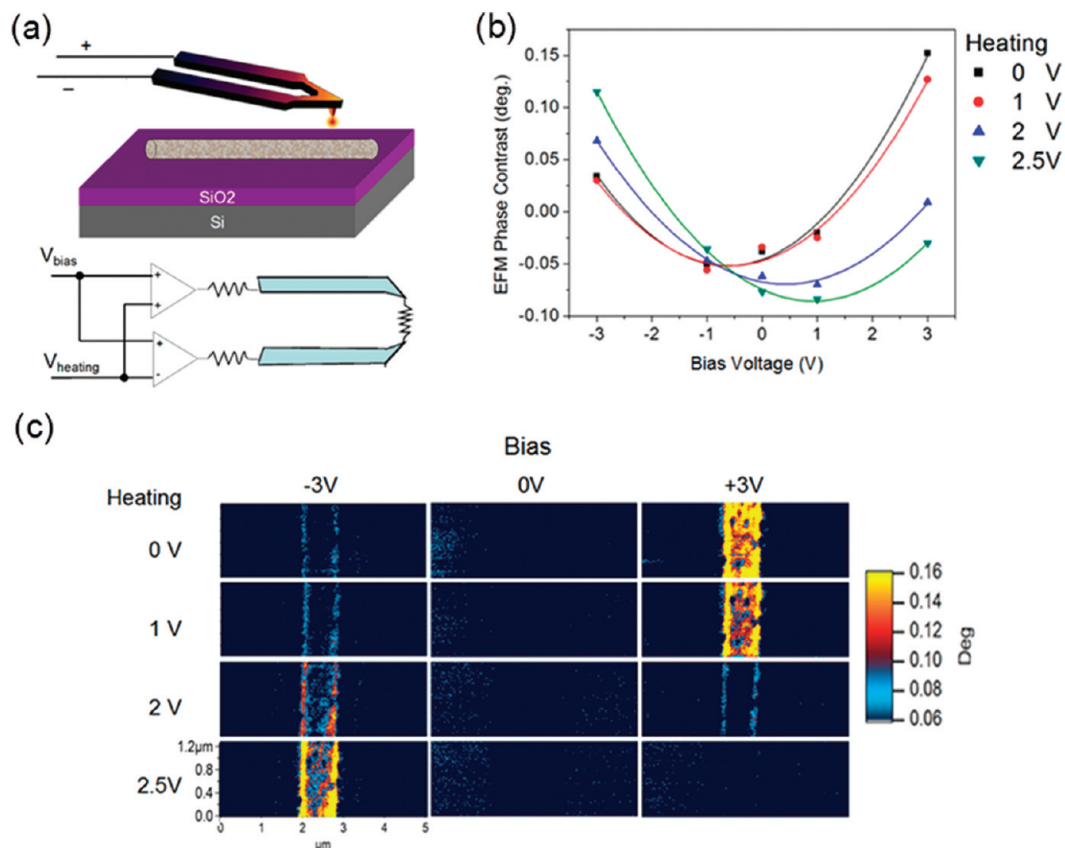 (a)
+
−
SiO2
Si
V_bias
+
+
+
-
V_heating
(b)
EFM Phase Contrast (deg.)
0.15
0.10
0.05
0.00
-0.05
-0.10
-3 -2 -1 0 1 2 3
Bias Voltage (V)
Heating
0 V
1 V
2 V
2.5V
(c)
Bias
Heating
-3V 0V +3V
0 V
1 V
2 V
2.5V
1.2µm
0.8
0.4
0.0
0 1 2 3 4 5
µm
0.16
0.14
0.12
0.10
0.08
0.06
Deg